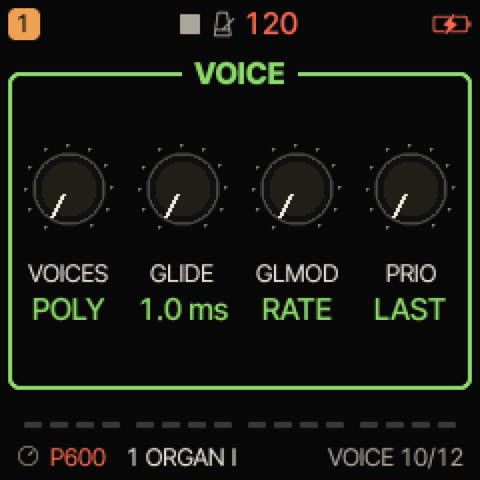 1 120
VOICE
VOICES GLIDE GLMOD PRIO
POLY 1.0 ms RATE LAST
P600 1 ORGAN I VOICE 10/12